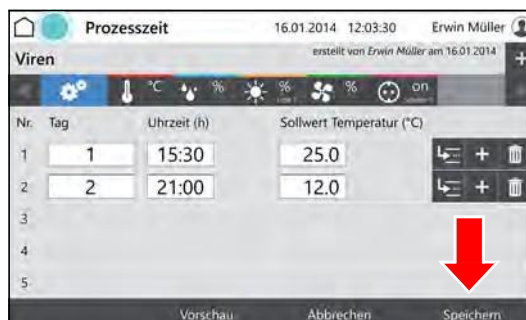 Prozesszeit 16.01.2014 12:03:30 Erwin Müller
Viren erstellt von Erwin Müller am 16.01.2014
°C % % % on
Nr. Tag Uhrzeit (h) Sollwert Temperatur (°C)
1 1 15:30 25.0
2 2 21:00 12.0
3
4
5
Vorschau Abbrechen Speichern